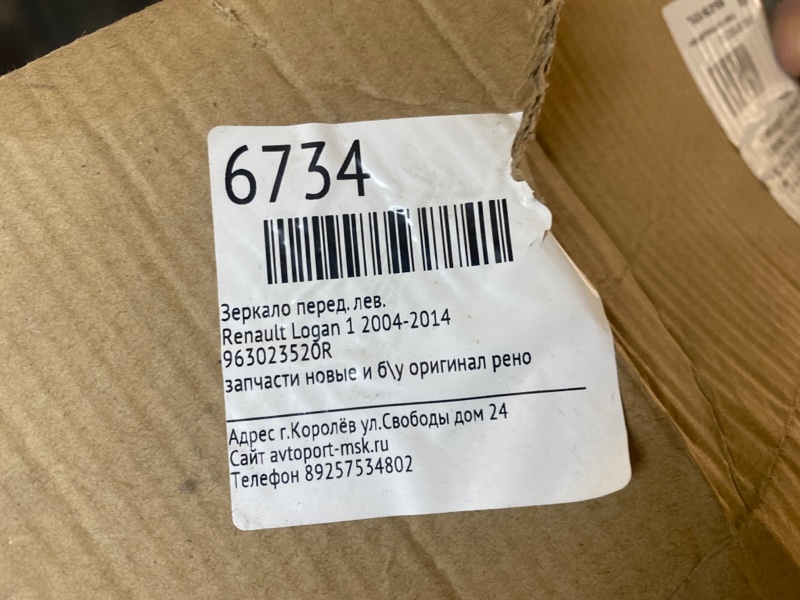 6734
Зеркало перед. лев.
Renault Logan 1 2004-2014
963023520R
запчасти новые и б\у оригинал рено
Адрес г.Королёв ул.Свободы дом 24
Сайт avtoport-msk.ru
Телефон 89257534802